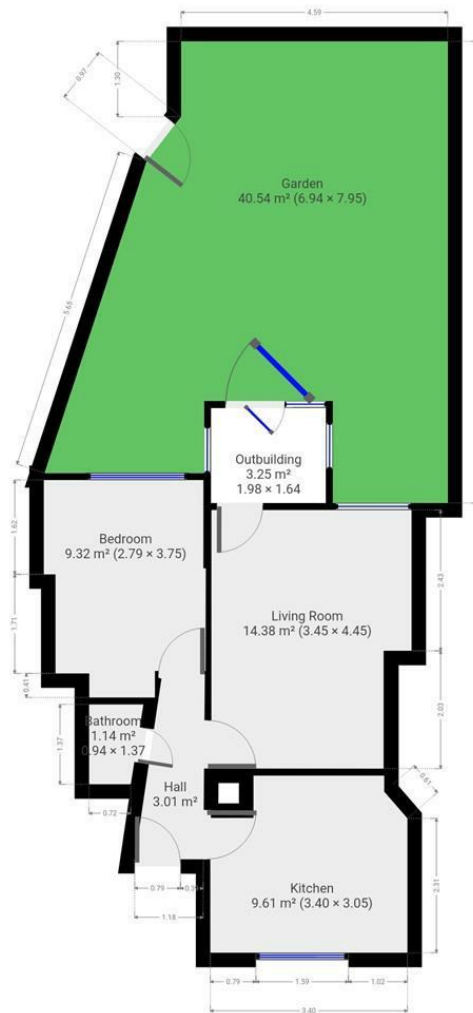 4.59
1.30
0.97
Garden
40.54 m² (6.94 × 7.95)
5.65
Outbuilding
3.25 m²
1.98 × 1.64
1.62
Bedroom
9.32 m² (2.79 × 3.75)
2.43
1.71
Living Room
14.38 m² (3.45 × 4.45)
0.41
2.03
Bathroom
1.14 m²
0.94 × 1.37
1.37
Hall
3.01 m²
0.61
0.72
2.31
Kitchen
9.61 m² (3.40 × 3.05)
0.79
1.18
0.79
1.59
1.02
3.40